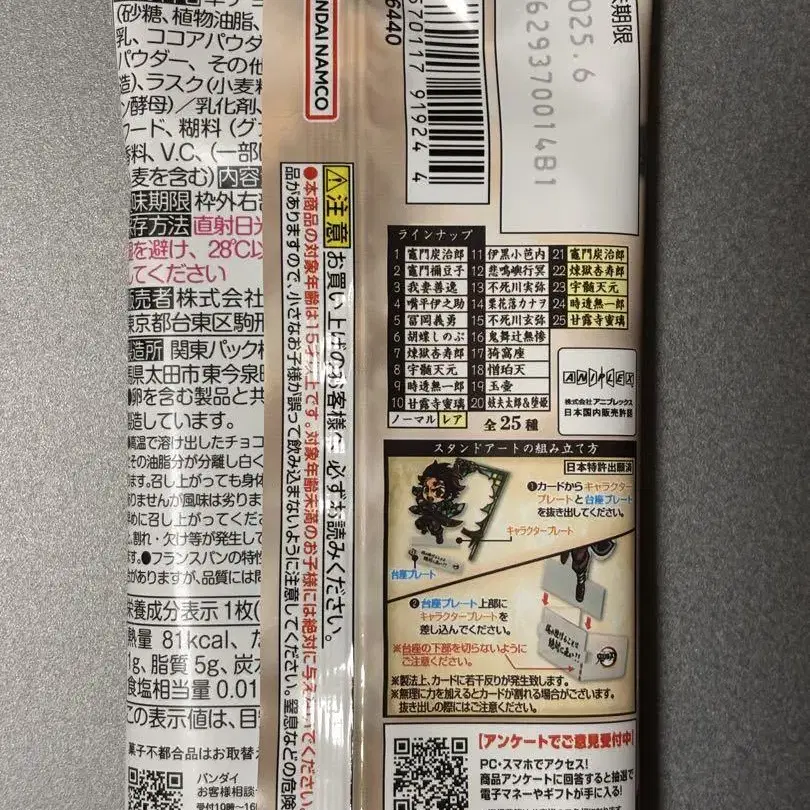 (砂糖、植物油脂、
乳、ココアパウダ
パウダー、その他
造)、ラスク(小麦粉
ン酵母)／乳化剤、
フード、糊料(グ
香料、V.C.、(一部に
麦を含む) 内容
味期限 枠外右部
存方法 直射日光
を避け、28℃以
てください
売者 株式会社
東京都台東区駒形
造所 関東パック株
県太田市東今泉町
●卵を含む製品と共
製造しています。
高温で溶け出したチョコ
その油脂分が分離し白く
ます。召し上がっても身体
りませんが風味は劣りま
めに召し上がってくださ
割れ・欠け等が発生して
す。●フランスパンの特性
がありますが、品質には問
栄養成分表示 1枚(
熱量 81kcal、た
1g、脂質 5g、炭水
食塩相当量 0.01
この表示値は、目安
菓子不都合品はお取替え
バンダイ
お客様相談
受付10時～16時
BANDAI NAMCO
⚠注意 お買い上げのお客様へ 必ずお読みください。
●本商品の対象年齢は15才以上です。対象年齢未満のお子様には絶対に与えないでください。
品がありますので、小さなお子様が誤って飲み込まないように注意してください。窒息などの危険
64440
570117 919244
味期限
2025.6
62937001481
ラインナップ
1 竈門炭治郎 11 伊黒小芭内 21 竈門炭治郎
2 竈門禰豆子 12 悲鳴嶼行冥 22 煉獄杏寿郎
3 我妻善逸 13 不死川実弥 23 宇髄天元
4 嘴平伊之助 14 栗花落カナヲ 24 時透無一郎
5 冨岡義勇 15 不死川玄弥 25 甘露寺蜜璃
6 胡蝶しのぶ 16 鬼舞辻無惨
7 煉獄杏寿郎 17 猗窩座
8 宇髄天元 18 憎珀天
9 時透無一郎 19 玉壺
10 甘露寺蜜璃 20 妓夫太郎&堕姫
ノーマル レア 全25種
ANIPLEX
株式会社アニプレックス
日本国内販売許諾
スタンドアートの組み立て方
日本特許出願済
❶カードからキャラクター
プレートと台座プレート
を抜き出してください。
キャラクタープレート
台座プレート
❷台座プレート上部に
キャラクタープレートを
差し込んでください。
※台座の下部を切らないように
ご注意ください。
※製法上、カードに若干反りが発生致します。
※無理に力を加えるとカードが割れる場合がございます。
抜き出しの際にはご注意ください。
【アンケートでご意見受付中】
PC・スマホでアクセス!
商品アンケートに回答すると抽選で
電子マネーやギフトが手に入る!